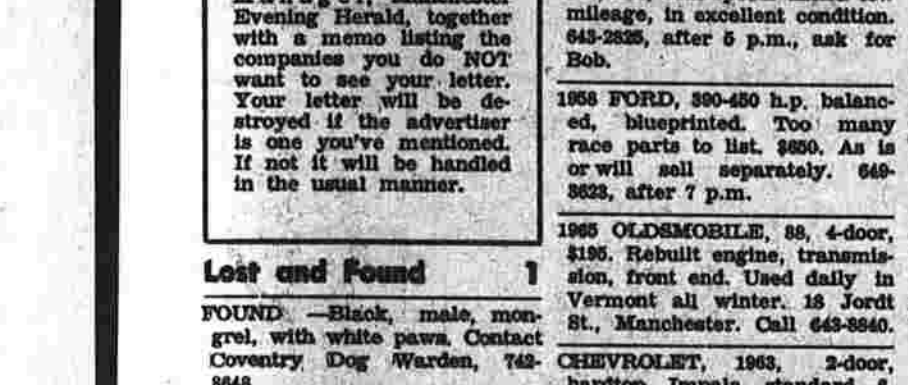 Evening Herald, together
with a memo listing the
companies you do NOT
want to see your letter.
Your letter will be de-
stroyed if the advertiser
is one you've mentioned.
If not it will be handled
in the usual manner.
Lost and Found 1
FOUND —Black, male, mon-
grel, with white paws. Contact
Coventry Dog Warden, 742-
mileage, in excellent condition.
643-2825, after 5 p.m., ask for
Bob.
1958 FORD, 390-450 h.p. balanc-
ed, blueprinted. Too many
race parts to list. $650. As is
or will sell separately. 649-
3623, after 7 p.m.
1965 OLDSMOBILE, 88, 4-door,
$195. Rebuilt engine, transmis-
sion, front end. Used daily in
Vermont all winter. 18 Jordt
St., Manchester. Call 643-8840.
CHEVROLET, 1963, 2-door,